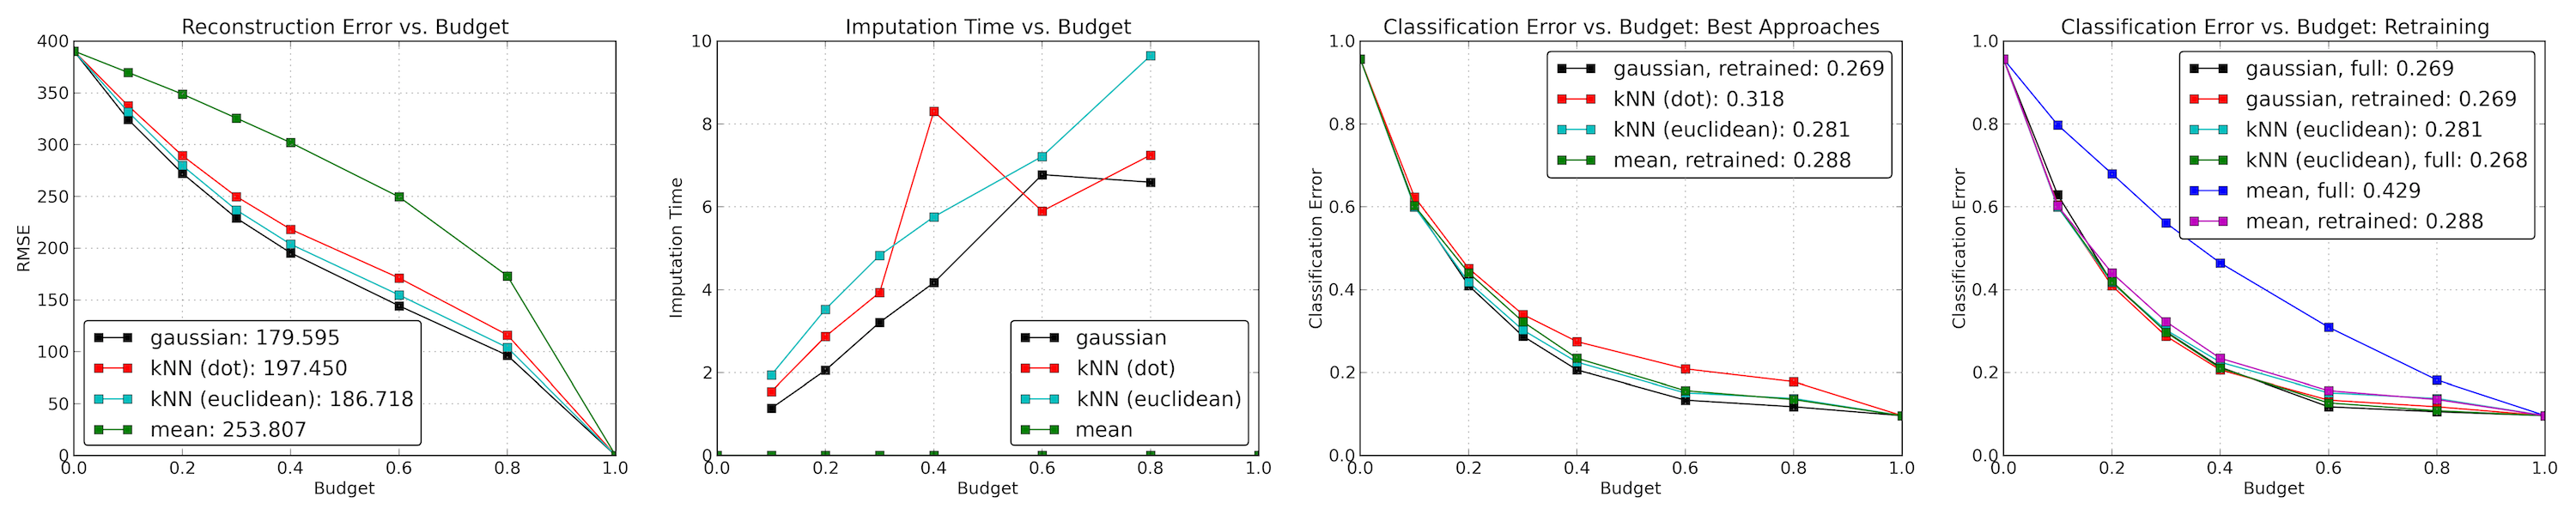 Reconstruction Error vs. Budget
400
350
300
250
200
150
100
50
0
RMSE
gaussian: 179.595
kNN (dot): 197.450
kNN (euclidean): 186.718
mean: 253.807
0.0 0.2 0.4 0.6 0.8 1.0
Budget
Imputation Time vs. Budget
10
8
6
4
2
0
Imputation Time
gaussian
kNN (dot)
kNN (euclidean)
mean
0.0 0.2 0.4 0.6 0.8 1.0
Budget
Classification Error vs. Budget: Best Approaches
1.0
0.8
0.6
0.4
0.2
0.0
Classification Error
gaussian, retrained: 0.269
kNN (dot): 0.318
kNN (euclidean): 0.281
mean, retrained: 0.288
0.0 0.2 0.4 0.6 0.8 1.0
Budget
Classification Error vs. Budget: Retraining
1.0
0.8
0.6
0.4
0.2
0.0
Classification Error
gaussian, full: 0.269
gaussian, retrained: 0.269
kNN (euclidean): 0.281
kNN (euclidean), full: 0.268
mean, full: 0.429
mean, retrained: 0.288
0.0 0.2 0.4 0.6 0.8 1.0
Budget